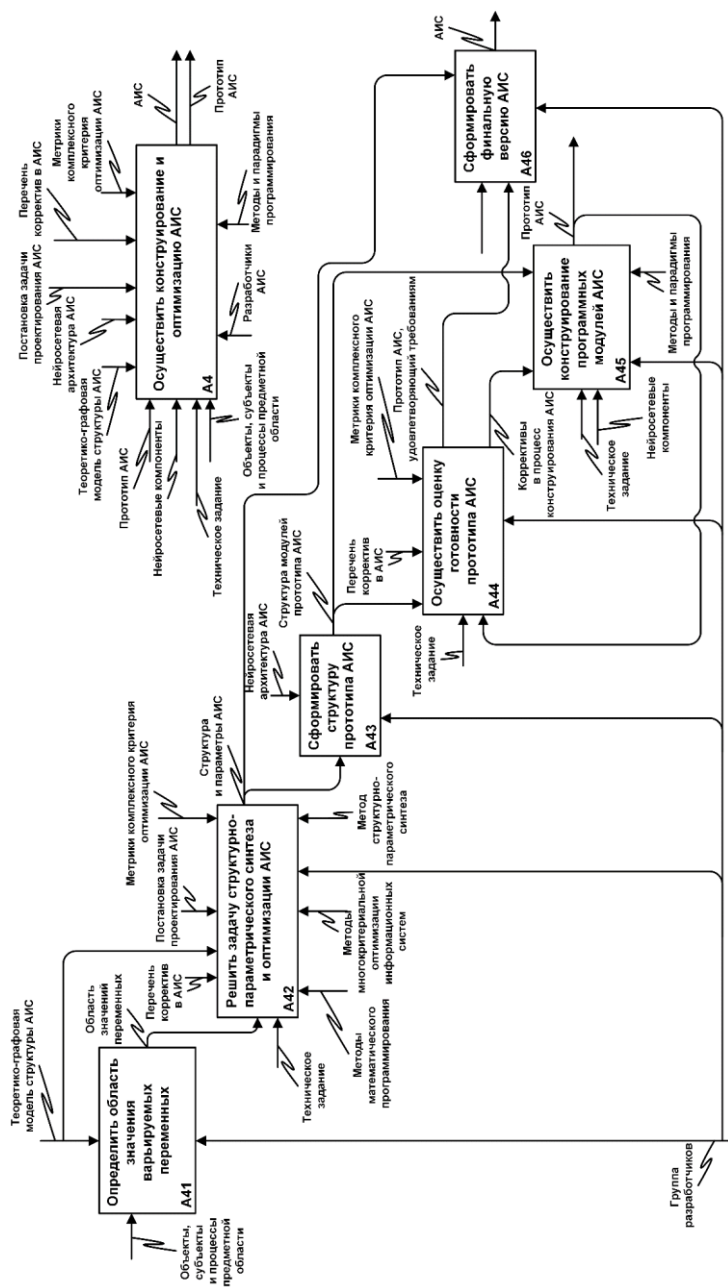 Теоретико-графовая
модель структуры АИС
Определить область
значения
варьируемых
переменных
А41
Объекты,
субъекты
и процессы
предметной
области
Область
значений
переменных
Перечень
корректив
в АИС
Постановка задачи
проектирования АИС
Метрики комплексного критерия
оптимизации АИС
Решить задачу структурно-
параметрического синтеза
и оптимизации АИС
А42
Структура
и параметры АИС
Техническое
задание
Методы
математического
программирования
Методы
многокритериальной
оптимизации
информационных
систем
Метод
структурно-
параметрического
синтеза
Нейросетевая
архитектура АИС
Сформировать
структуру
прототипа АИС
А43
Структура модулей
прототипа АИС
Перечень
корректив
в АИС
Метрики комплексного
критерия оптимизации АИС
Осуществить оценку
готовности
прототипа АИС
А44
Техническое
задание
Прототип АИС,
удовлетворяющий требованиям
Коррективы
в процесс
конструирования АИС
Осуществить
конструирование
программных
модулей АИС
А45
Прототип
АИС
Техническое
задание
Нейросетевые
компоненты
Методы и парадигмы
программирования
Сформировать
финальную
версию АИС
А46
АИС
Группа
разработчиков
Теоретико-графовая
модель структуры АИС
Нейросетевая
архитектура АИС
Постановка задачи
проектирования АИС
Перечень
корректив в АИС
Метрики
комплексного
критерия
оптимизации АИС
Осуществить конструирование и
оптимизацию АИС
А4
Прототип АИС
Нейросетевые компоненты
Техническое задание
Объекты, субъекты
и процессы предметной
области
Разработчики
АИС
Методы и парадигмы
программирования
АИС
Прототип
АИС